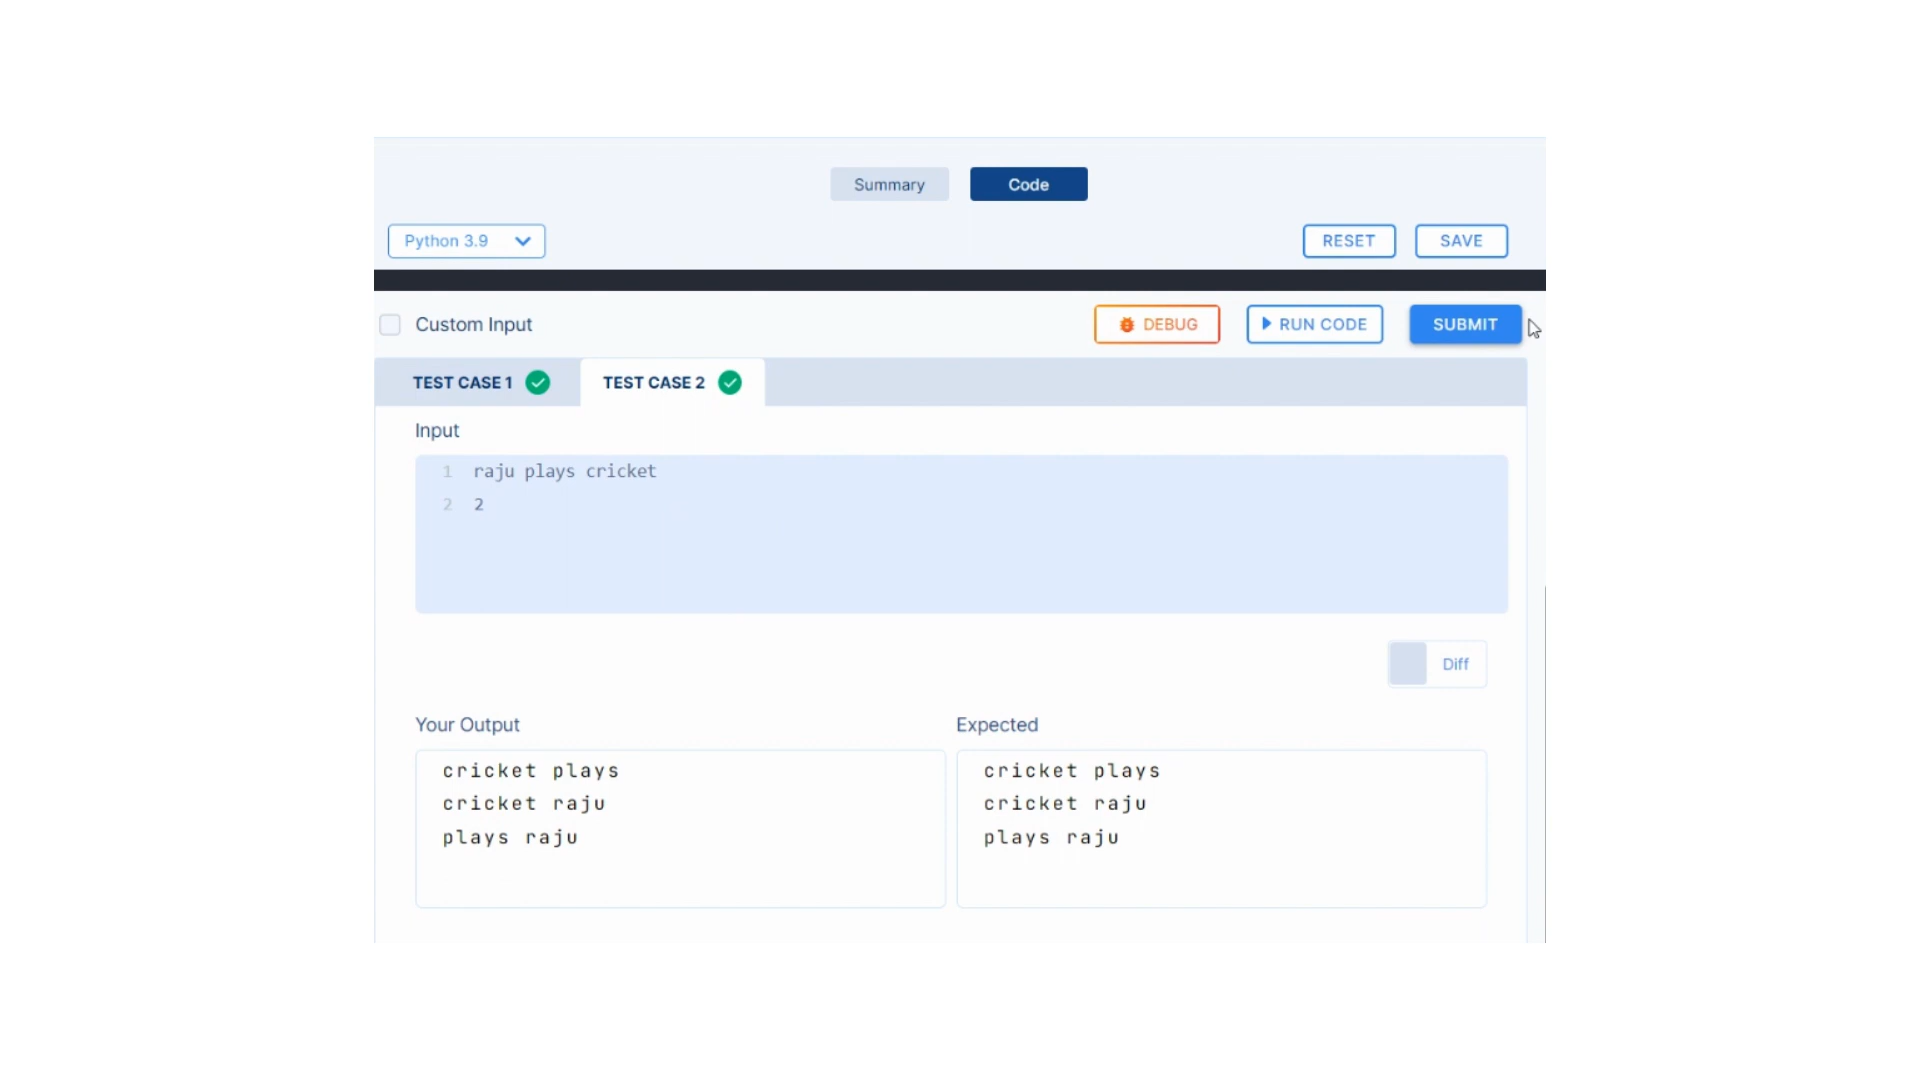 Summary Code
Python 3.9 RESET SAVE
Custom Input DEBUG RUN CODE SUBMIT
TEST CASE 1 TEST CASE 2
Input
1 raju plays cricket
2 2
Diff
Your Output Expected
cricket plays cricket plays
cricket raju cricket raju
plays raju plays raju